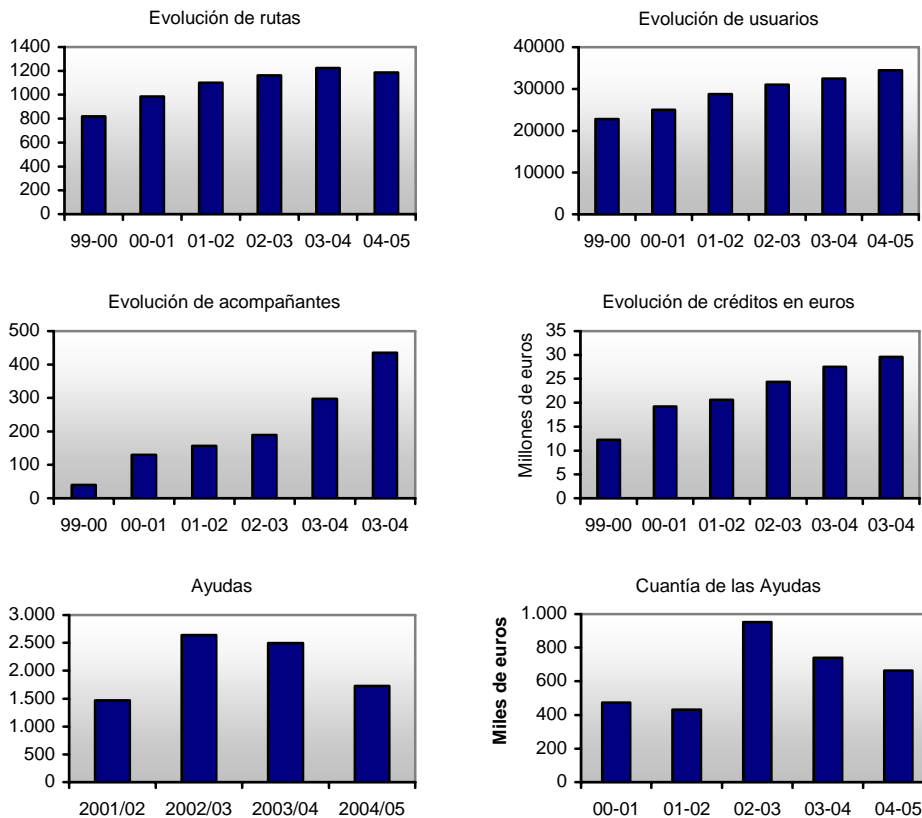 Evolución de rutas
1400
1200
1000
800
600
400
200
0
99-00 00-01 01-02 02-03 03-04 04-05
Evolución de usuarios
40000
30000
20000
10000
0
99-00 00-01 01-02 02-03 03-04 04-05
Evolución de acompañantes
500
400
300
200
100
0
99-00 00-01 01-02 02-03 03-04 03-04
Evolución de créditos en euros
Millones de euros
35
30
25
20
15
10
5
0
99-00 00-01 01-02 02-03 03-04 03-04
Ayudas
3.000
2.500
2.000
1.500
1.000
500
0
2001/02 2002/03 2003/04 2004/05
Cuantía de las Ayudas
Miles de euros
1.000
800
600
400
200
0
00-01 01-02 02-03 03-04 04-05